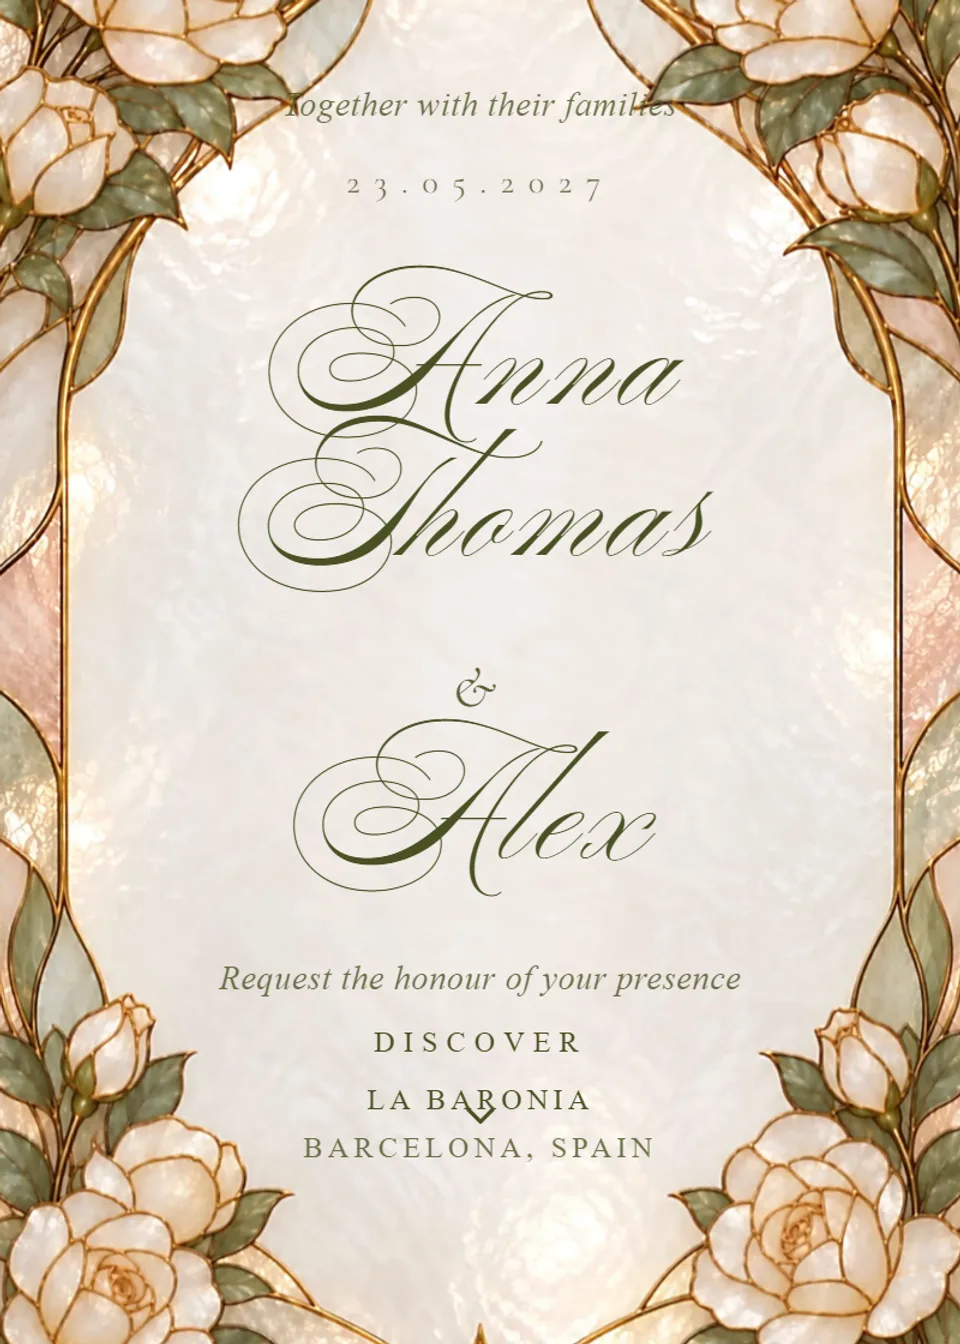 Together with their families
23.05.2027
Anna
Thomas
&
Alex
Request the honour of your presence
DISCOVER
LA BARONIA
BARCELONA, SPAIN